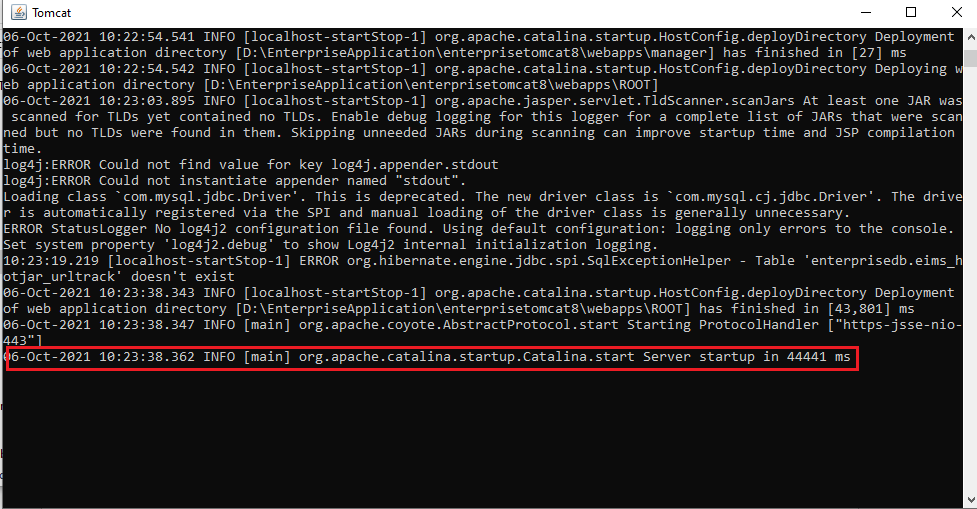 Tomcat
06-Oct-2021 10:22:54.541 INFO [localhost-startStop-1] org.apache.catalina.startup.HostConfig.deployDirectory Deployment
of web application directory [D:\EnterpriseApplication\enterprisetomcat8\webapps\manager] has finished in [27] ms
06-Oct-2021 10:22:54.542 INFO [localhost-startStop-1] org.apache.catalina.startup.HostConfig.deployDirectory Deploying w
eb application directory [D:\EnterpriseApplication\enterprisetomcat8\webapps\ROOT]
06-Oct-2021 10:23:03.895 INFO [localhost-startStop-1] org.apache.jasper.servlet.TldScanner.scanJars At least one JAR was
scanned for TLDs yet contained no TLDs. Enable debug logging for this logger for a complete list of JARs that were scan
ned but no TLDs were found in them. Skipping unneeded JARs during scanning can improve startup time and JSP compilation
time.
log4j:ERROR Could not find value for key log4j.appender.stdout
log4j:ERROR Could not instantiate appender named "stdout".
Loading class `com.mysql.jdbc.Driver'. This is deprecated. The new driver class is `com.mysql.cj.jdbc.Driver'. The drive
r is automatically registered via the SPI and manual loading of the driver class is generally unnecessary.
ERROR StatusLogger No log4j2 configuration file found. Using default configuration: logging only errors to the console.
Set system property 'log4j2.debug' to show Log4j2 internal initialization logging.
10:23:19.219 [localhost-startStop-1] ERROR org.hibernate.engine.jdbc.spi.SqlExceptionHelper - Table 'enterprisedb.eims_h
otjar_urltrack' doesn't exist
06-Oct-2021 10:23:38.343 INFO [localhost-startStop-1] org.apache.catalina.startup.HostConfig.deployDirectory Deployment
of web application directory [D:\EnterpriseApplication\enterprisetomcat8\webapps\ROOT] has finished in [43,801] ms
06-Oct-2021 10:23:38.347 INFO [main] org.apache.coyote.AbstractProtocol.start Starting ProtocolHandler ["https-jsse-nio-
443"]
06-Oct-2021 10:23:38.362 INFO [main] org.apache.catalina.startup.Catalina.start Server startup in 44441 ms